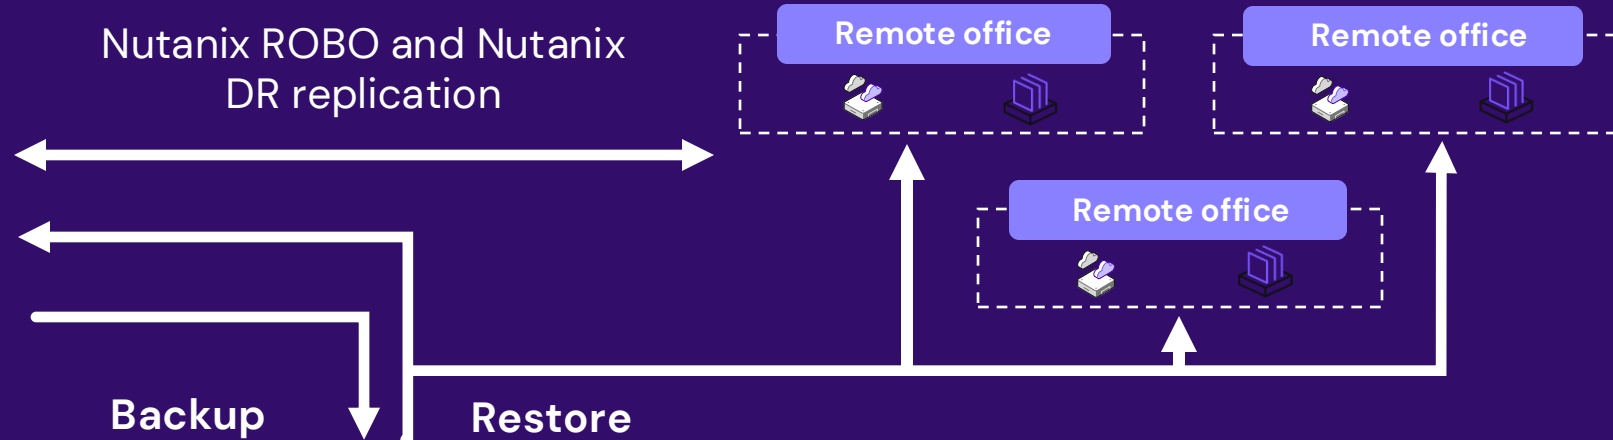 Nutanix ROBO and Nutanix
DR replication
Remote office
Remote office
Remote office
Backup
Restore